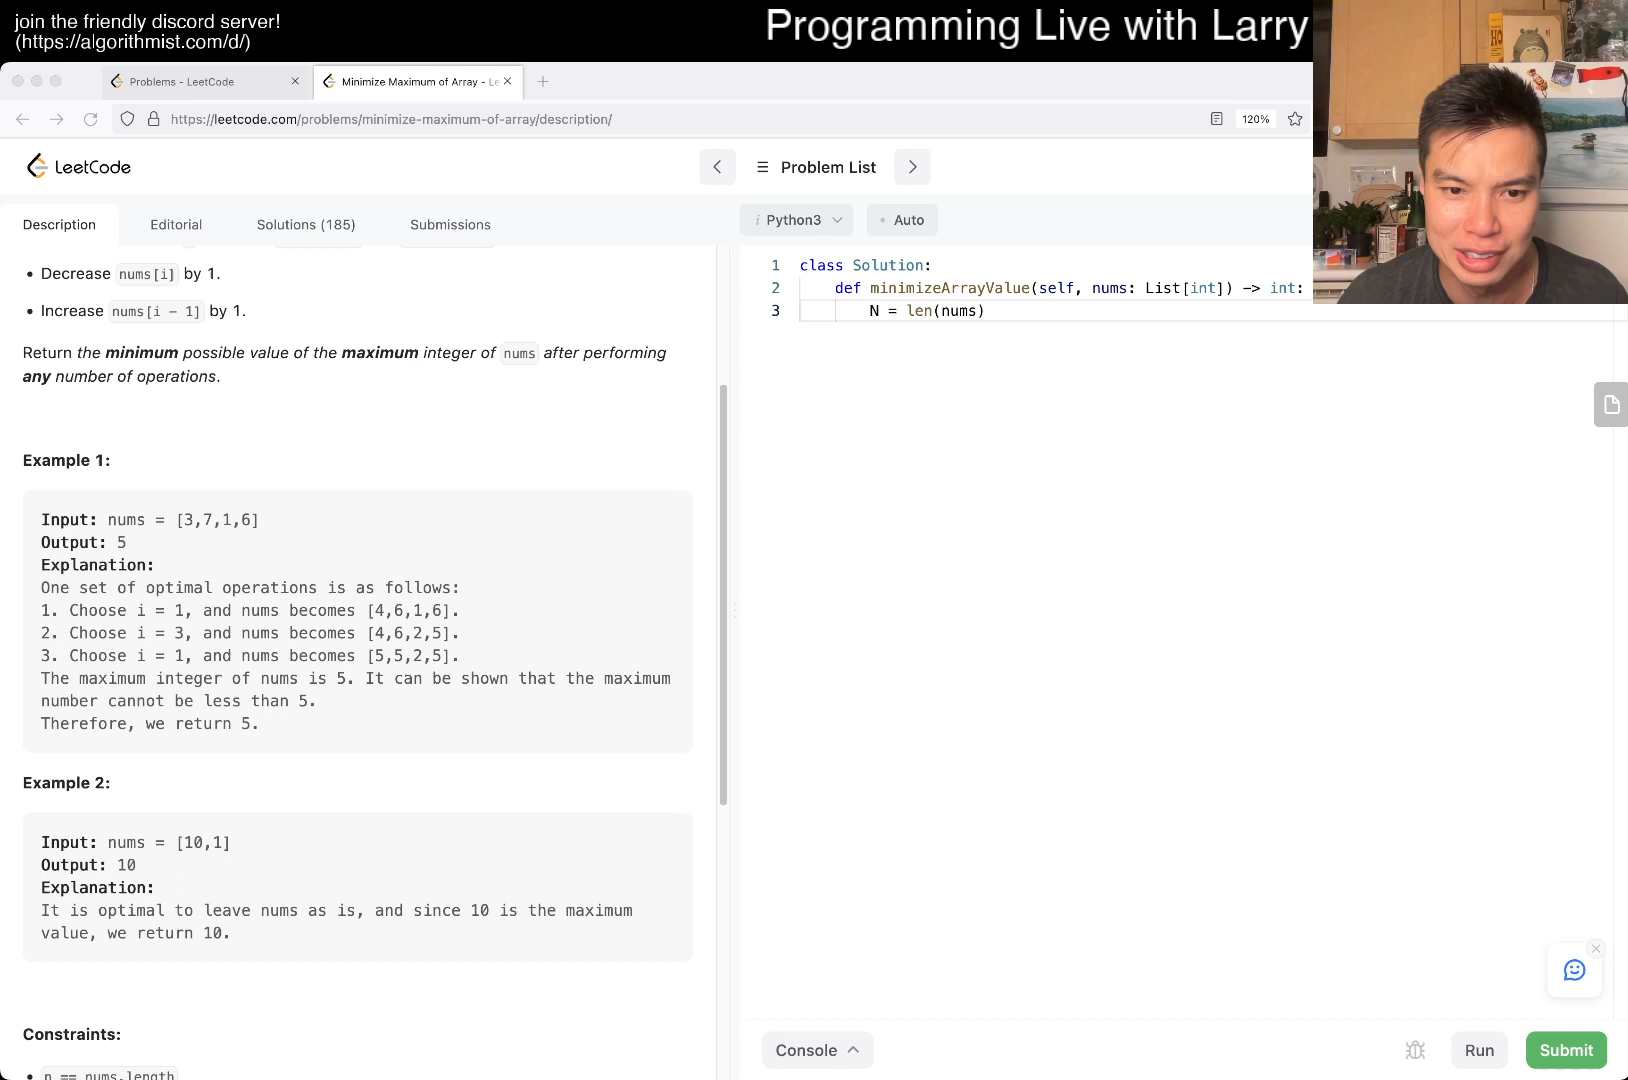 join the friendly discord server!
(https://algorithmist.com/d/)
Programming Live with Larry
Problems - LeetCode
Minimize Maximum of Array - Le
https://leetcode.com/problems/minimize-maximum-of-array/description/
120%
LeetCode
Problem List
Description
Editorial
Solutions (185)
Submissions
Python3
Auto
• Decrease nums[i] by 1.
• Increase nums[i - 1] by 1.
Return the minimum possible value of the maximum integer of nums after performing
any number of operations.
Example 1:
Input: nums = [3,7,1,6]
Output: 5
Explanation:
One set of optimal operations is as follows:
1. Choose i = 1, and nums becomes [4,6,1,6].
2. Choose i = 3, and nums becomes [4,6,2,5].
3. Choose i = 1, and nums becomes [5,5,2,5].
The maximum integer of nums is 5. It can be shown that the maximum
number cannot be less than 5.
Therefore, we return 5.
Example 2:
Input: nums = [10,1]
Output: 10
Explanation:
It is optimal to leave nums as is, and since 10 is the maximum
value, we return 10.
Constraints:
• n == nums.length
1 class Solution:
2 def minimizeArrayValue(self, nums: List[int]) -> int:
3 N = len(nums)
Console
Run
Submit